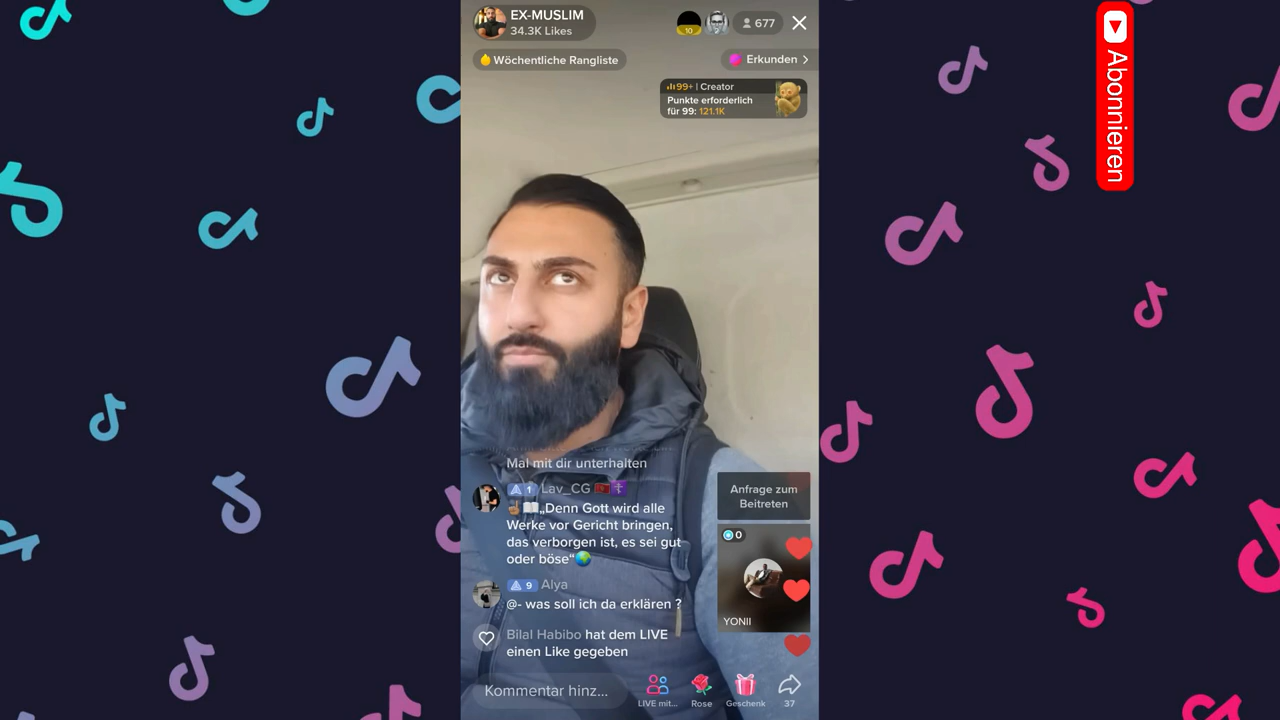 EX-MUSLIM
34.3K Likes
10
677
Wöchentliche Rangliste
Erkunden
99+ | Creator
Punkte erforderlich
für 99: 121.1K
Abonnieren
Mal mit dir unterhalten
1 Lav_CG
„Denn Gott wird alle
Werke vor Gericht bringen,
das verborgen ist, es sei gut
oder böse“
9 Alya
@- was soll ich da erklären ?
Bilal Habibo hat dem LIVE
einen Like gegeben
Anfrage zum
Beitreten
0
YONII
Kommentar hinz...
LIVE mit...
Rose
Geschenk
37